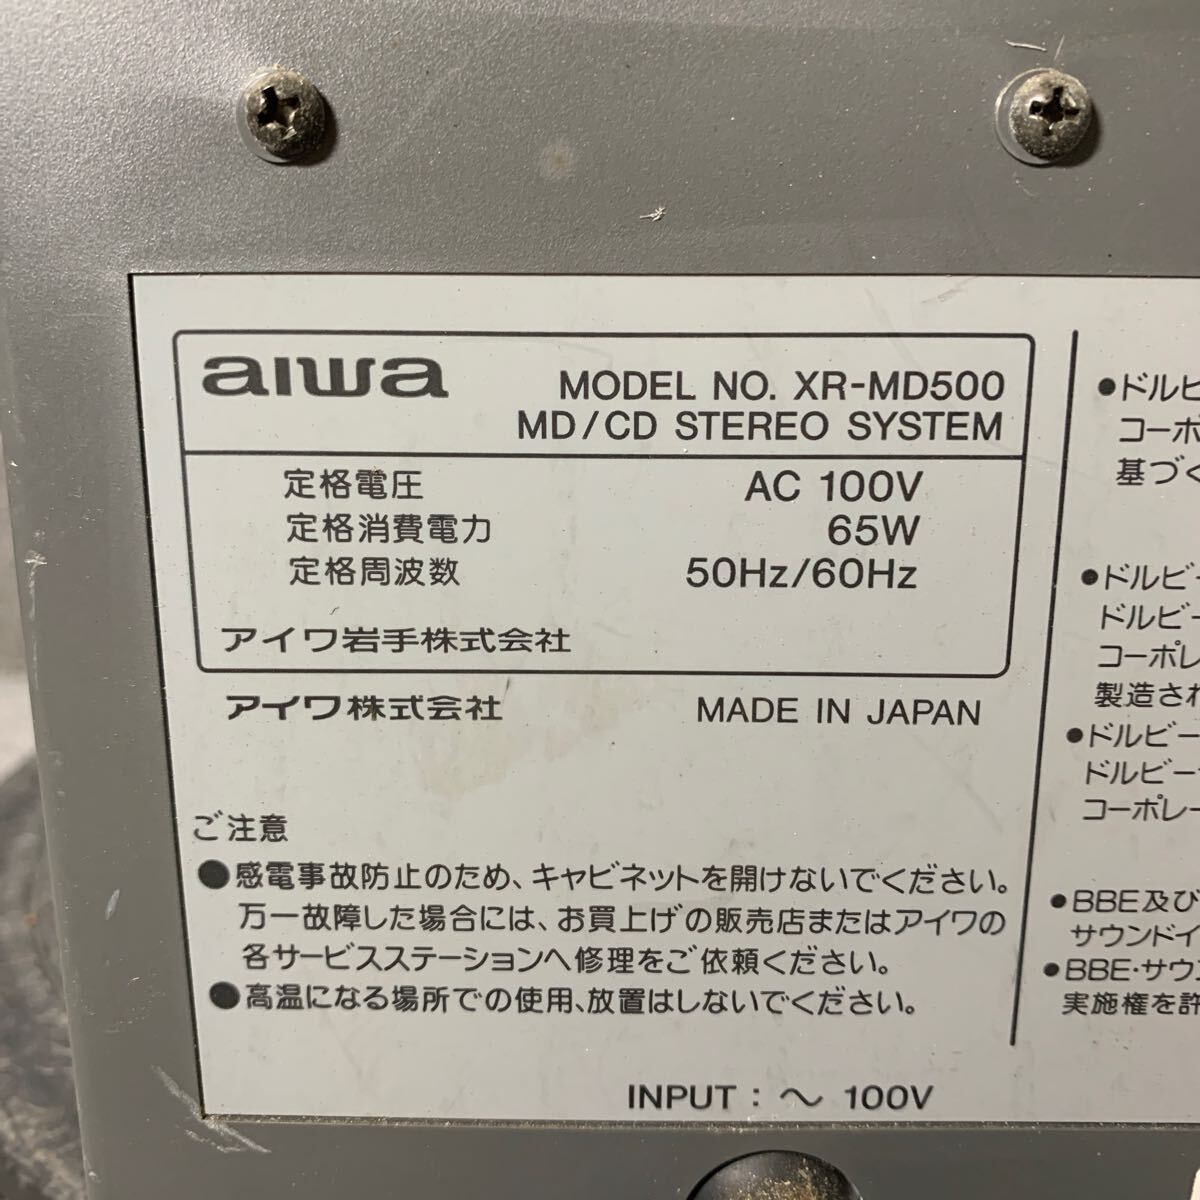 aiwa
MODEL NO. XR-MD500
MD/CD STEREO SYSTEM
定格電圧 AC 100V
定格消費電力 65W
定格周波数 50Hz/60Hz
アイワ岩手株式会社
アイワ株式会社 MADE IN JAPAN
ご注意
●感電事故防止のため、キャビネットを開けないでください。
万一故障した場合には、お買上げの販売店またはアイワの
各サービスステーションへ修理をご依頼ください。
●高温になる場所での使用、放置はしないでください。
INPUT : ～ 100V
●ドルビ
コーポ
基づく
●ドルビー
ドルビー
コーポレ
製造され
●ドルビー
ドルビー
コーポレー
●BBE及び
サウンドイ
●BBE・サウン
実施権を許